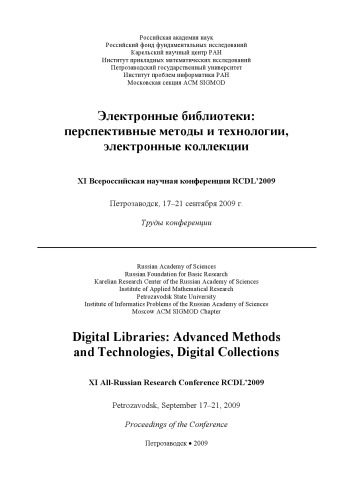 Российская академия наук
Российский фонд фундаментальных исследований
Карельский научный центр РАН
Институт прикладных математических исследований
Петрозаводский государственный университет
Институт проблем информатики РАН
Московская секция ACM SIGMOD
Электронные библиотеки:
перспективные методы и технологии,
электронные коллекции
XI Всероссийская научная конференция RCDL'2009
Петрозаводск, 17–21 сентября 2009 г.
Труды конференции
Russian Academy of Sciences
Russian Foundation for Basic Research
Karelian Research Center of the Russian Academy of Sciences
Institute of Applied Mathematical Research
Petrozavodsk State University
Institute of Informatics Problems of the Russian Academy of Sciences
Moscow ACM SIGMOD Chapter
Digital Libraries: Advanced Methods
and Technologies, Digital Collections
XI All-Russian Research Conference RCDL'2009
Petrozavodsk, September 17–21, 2009
Proceedings of the Conference
Петрозаводск • 2009